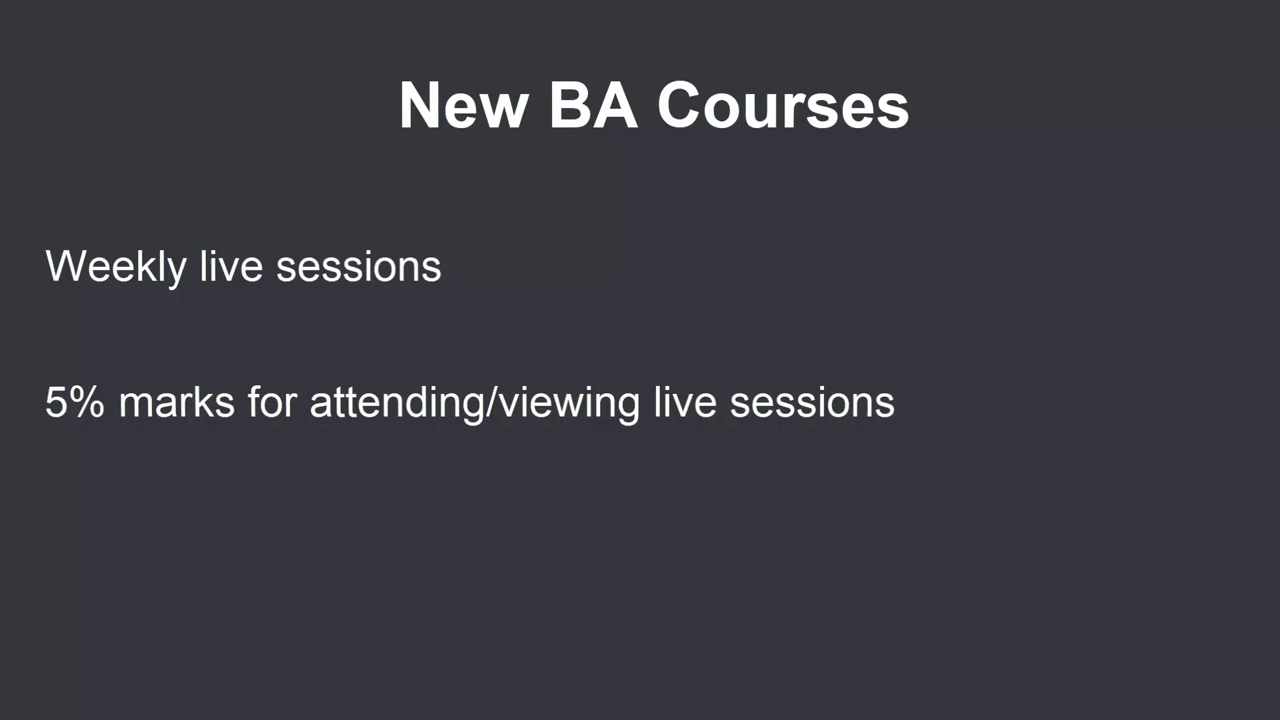 New BA Courses
Weekly live sessions
5% marks for attending/viewing live sessions